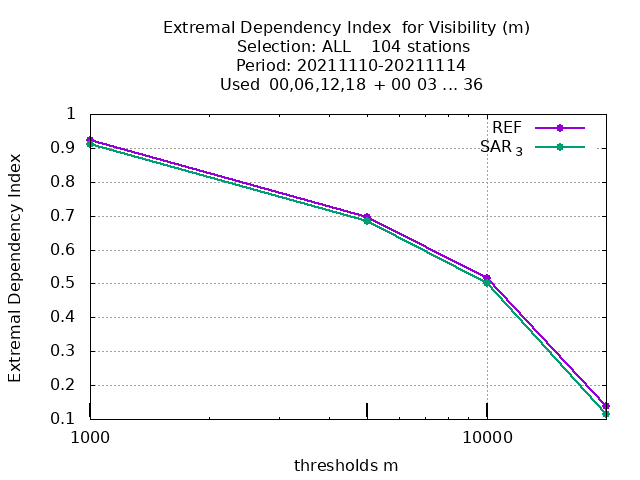 Extremal Dependency Index  for Visibility (m)
Selection: ALL    104 stations
Period: 20211110-20211114
Used  00,06,12,18  + 00 03 ... 36
Extremal Dependency Index
1
0.9
0.8
0.7
0.6
0.5
0.4
0.3
0.2
0.1
REF
SAR 3
1000
10000
thresholds m